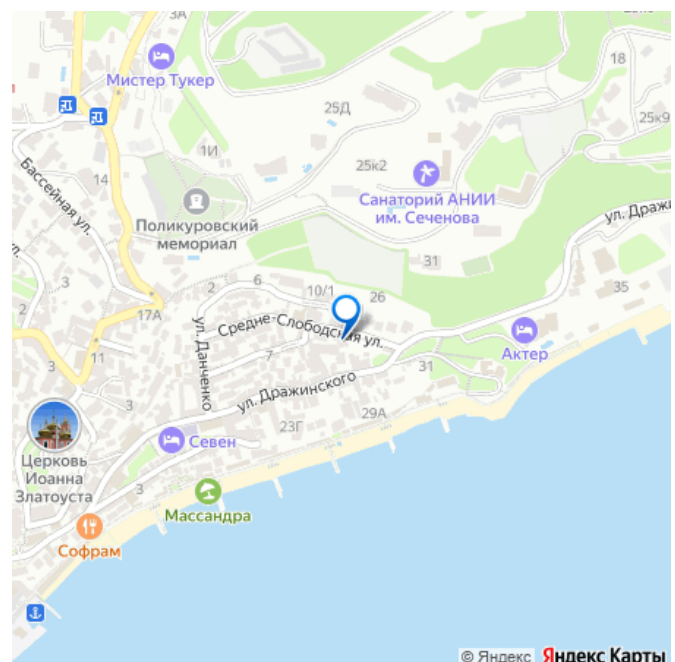 3А
25к8
18
Мистер Тукер
25Д
25к9
1И
25к2
14
Санаторий АНИИ
им. Сеченова
Бассейная ул.
Поликуровский
мемориал
ул. Дражи
31
2
6
10/1
26
35
17А
Средне-Слободская ул.
2
3
11
ул. Данченко
7
Актер
31
3
ул. Дражинского
29А
23Г
Севен
Церковь
Иоанна
Златоуста
3
Массандра
Софрам
© Яндекс Яндекс Карты